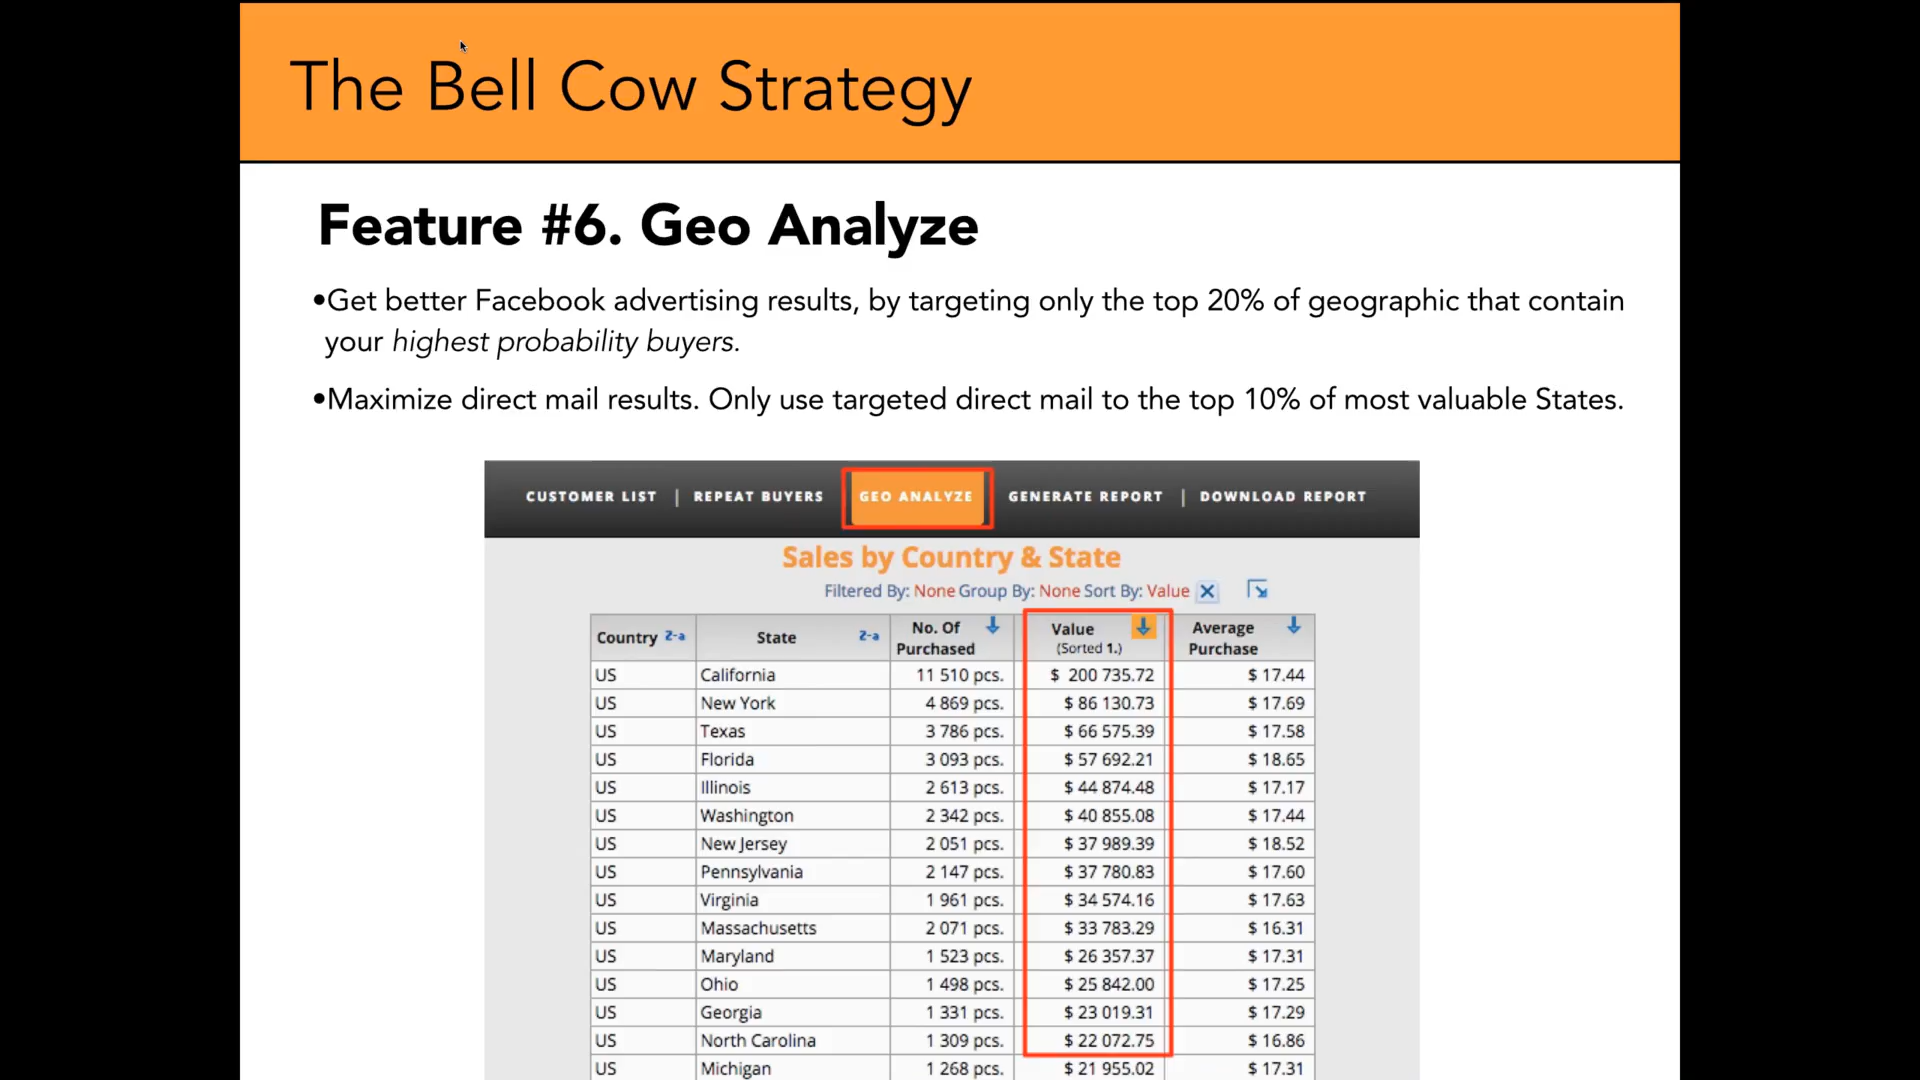 The Bell Cow Strategy
Feature #6. Geo Analyze
•Get better Facebook advertising results, by targeting only the top 20% of geographic that contain
your highest probability buyers.
•Maximize direct mail results. Only use targeted direct mail to the top 10% of most valuable States.
CUSTOMER LIST | REPEAT BUYERS GEO ANALYZE GENERATE REPORT | DOWNLOAD REPORT
Sales by Country & State
Filtered By: None Group By: None Sort By: Value
Country Z-a State Z-a No. Of Purchased Value (Sorted 1.) Average Purchase
US California 11 510 pcs. $ 200 735.72 $ 17.44
US New York 4 869 pcs. $ 86 130.73 $ 17.69
US Texas 3 786 pcs. $ 66 575.39 $ 17.58
US Florida 3 093 pcs. $ 57 692.21 $ 18.65
US Illinois 2 613 pcs. $ 44 874.48 $ 17.17
US Washington 2 342 pcs. $ 40 855.08 $ 17.44
US New Jersey 2 051 pcs. $ 37 989.39 $ 18.52
US Pennsylvania 2 147 pcs. $ 37 780.83 $ 17.60
US Virginia 1 961 pcs. $ 34 574.16 $ 17.63
US Massachusetts 2 071 pcs. $ 33 783.29 $ 16.31
US Maryland 1 523 pcs. $ 26 357.37 $ 17.31
US Ohio 1 498 pcs. $ 25 842.00 $ 17.25
US Georgia 1 331 pcs. $ 23 019.31 $ 17.29
US North Carolina 1 309 pcs. $ 22 072.75 $ 16.86
US Michigan 1 268 pcs. $ 21 955.02 $ 17.31